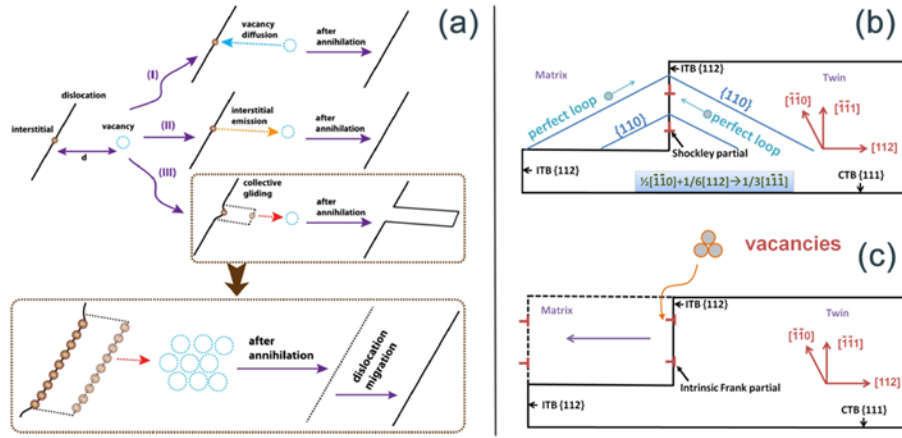 (a)
vacancy
diffusion
after
annihilation
(I)
dislocation
interstitial
vacancy
d
(II)
interstitial
emission
after
annihilation
(III)
collective
gliding
after
annihilation
after
annihilation
dislocation
migration
(b)
ITB {112}
Matrix
Twin
perfect loop
{110}
{110}
perfect loop
[1̅1̅0]
[1̅1̅1]
[112]
Shockley partial
ITB {112}
½[1̅1̅0]+1/6[112]→1/3[11̅1̅]
CTB {111}
vacancies
(c)
ITB {112}
Matrix
Twin
[1̅1̅0]
[1̅1̅1]
[112]
Intrinsic Frank partial
ITB {112}
CTB {111}